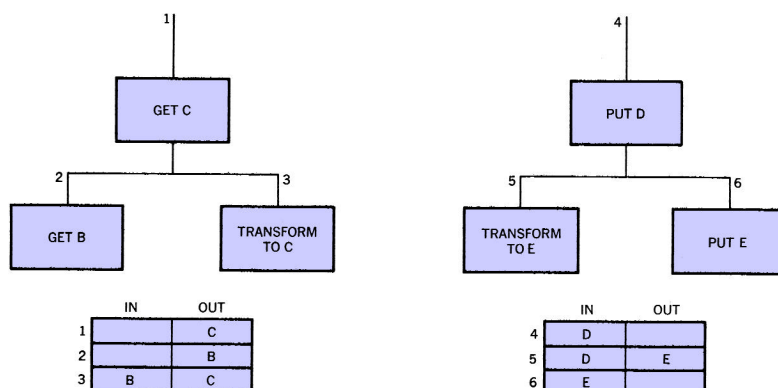 1
GET C
2
3
GET B
TRANSFORM
TO C
IN OUT
1 C
2 B
3 B C
4
PUT D
5
6
TRANSFORM
TO E
PUT E
IN OUT
4 D
5 D E
6 E